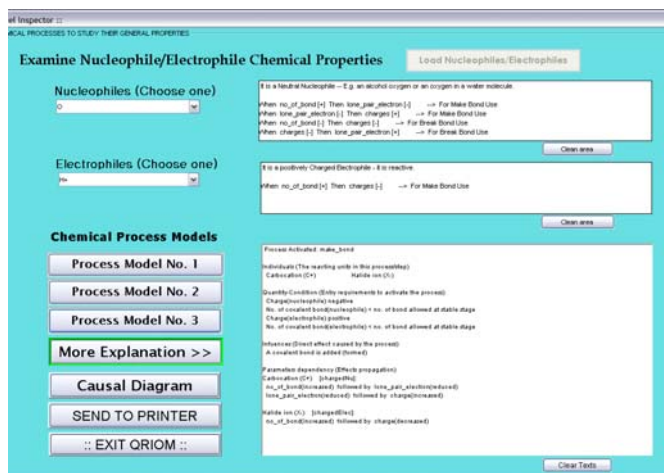 el Inspector ::
MICAL PROCESSES TO STUDY THEIR GENERAL PROPERTIES
Examine Nucleophile/Electrophile Chemical Properties
Load Nucleophiles/Electrophiles
Nucleophiles (Choose one)
O
It is a Neutral Nucleophile -- E.g. an alcohol oxygen or an oxygen in a water molecule.
When no_of_bond [+] Then lone_pair_electron [-] --> For Make Bond Use
When lone_pair_electron [-] Then charges [+] --> For Make Bond Use
When no_of_bond [-] Then charges [-] --> For Break Bond Use
When charges [-] Then lone_pair_electron [+] --> For Break Bond Use
Clean area
Electrophiles (Choose one)
H+
It is a positively Charged Electrophile - it is reactive.
When no_of_bond [+] Then charges [-] --> For Make Bond Use
Clean area
Chemical Process Models
Process Model No. 1
Process Model No. 2
Process Model No. 3
More Explanation >>
Causal Diagram
SEND TO PRINTER
:: EXIT QRIOM ::
Process Activated: make_bond
Individuals (The reacting units in this process/step)
Carbocation (C+) Halide ion (X-)
Quantity-Condition (Entry requirements to activate the process)
Charge(nucleophile) negative
No. of covalent bond(nucleophile) < no. of bond allowed at stable stage
Charge(electrophile) positive
No. of covalent bond(electrophile) < no. of bond allowed at stable stage
Influences (Direct effect caused by the process)
A covalent bond is added (formed)
Parameters dependency (Effects propagation)
Carbocation (C+) [chargedNu]:
no_of_bond(increased) followed by lone_pair_electron(reduced)
lone_pair_electron(reduced) followed by charge(increased)
Halide ion (X-) [chargedElec]:
no_of_bond(increased) followed by charge(decreased)
Clear Texts